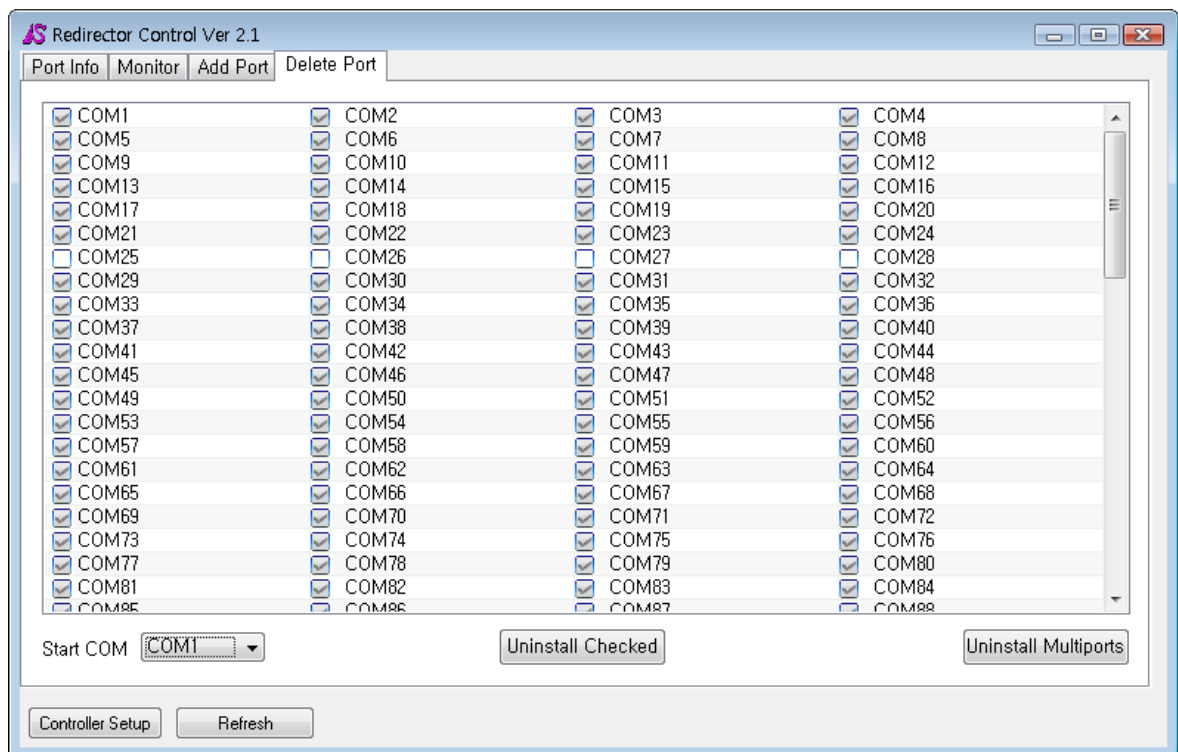 Redirector Control Ver 2.1
Port Info Monitor Add Port Delete Port
COM1 COM2 COM3 COM4
COM5 COM6 COM7 COM8
COM9 COM10 COM11 COM12
COM13 COM14 COM15 COM16
COM17 COM18 COM19 COM20
COM21 COM22 COM23 COM24
COM25 COM26 COM27 COM28
COM29 COM30 COM31 COM32
COM33 COM34 COM35 COM36
COM37 COM38 COM39 COM40
COM41 COM42 COM43 COM44
COM45 COM46 COM47 COM48
COM49 COM50 COM51 COM52
COM53 COM54 COM55 COM56
COM57 COM58 COM59 COM60
COM61 COM62 COM63 COM64
COM65 COM66 COM67 COM68
COM69 COM70 COM71 COM72
COM73 COM74 COM75 COM76
COM77 COM78 COM79 COM80
COM81 COM82 COM83 COM84
COM85 COM86 COM87 COM88
Start COM COM1 Uninstall Checked Uninstall Multiports
Controller Setup Refresh